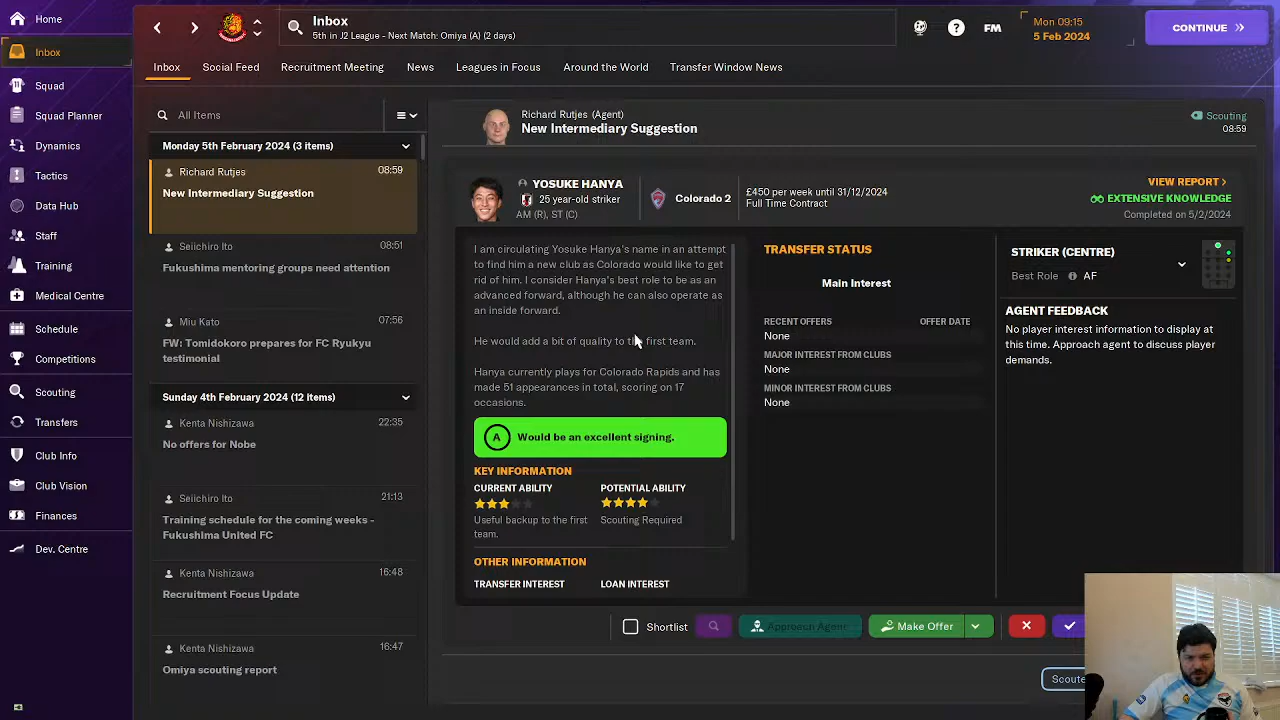 Home
Inbox
Squad
Squad Planner
Dynamics
Tactics
Data Hub
Staff
Training
Medical Centre
Schedule
Competitions
Scouting
Transfers
Club Info
Club Vision
Finances
Dev. Centre
Inbox
5th in J2 League - Next Match: Omiya (A) (2 days)
?
FM
Mon 09:15
5 Feb 2024
CONTINUE
Inbox
Social Feed
Recruitment Meeting
News
Leagues in Focus
Around the World
Transfer Window News
All Items
Monday 5th February 2024 (3 items)
Richard Rutjes
08:59
New Intermediary Suggestion
Seiichiro Ito
08:51
Fukushima mentoring groups need attention
Miu Kato
07:56
FW: Tomidokoro prepares for FC Ryukyu
testimonial
Sunday 4th February 2024 (12 items)
Kenta Nishizawa
22:35
No offers for Nobe
Seiichiro Ito
21:13
Training schedule for the coming weeks -
Fukushima United FC
Kenta Nishizawa
16:48
Recruitment Focus Update
Kenta Nishizawa
16:47
Omiya scouting report
Richard Rutjes (Agent)
New Intermediary Suggestion
Scouting
08:59
YOSUKE HANYA
25 year-old striker
AM (R), ST (C)
Colorado 2
£450 per week until 31/12/2024
Full Time Contract
VIEW REPORT >
EXTENSIVE KNOWLEDGE
Completed on 5/2/2024
I am circulating Yosuke Hanya's name in an attempt
to find him a new club as Colorado would like to get
rid of him. I consider Hanya's best role to be as an
advanced forward, although he can also operate as
an inside forward.
He would add a bit of quality to the first team.
Hanya currently plays for Colorado Rapids and has
made 51 appearances in total, scoring on 17
occasions.
A
Would be an excellent signing.
KEY INFORMATION
CURRENT ABILITY
POTENTIAL ABILITY
Useful backup to the first
team.
Scouting Required
OTHER INFORMATION
TRANSFER INTEREST
LOAN INTEREST
TRANSFER STATUS
Main Interest
RECENT OFFERS
OFFER DATE
None
MAJOR INTEREST FROM CLUBS
None
MINOR INTEREST FROM CLUBS
None
STRIKER (CENTRE)
Best Role
AF
AGENT FEEDBACK
No player interest information to display at
this time. Approach agent to discuss player
demands.
Shortlist
Approach Agent
Make Offer